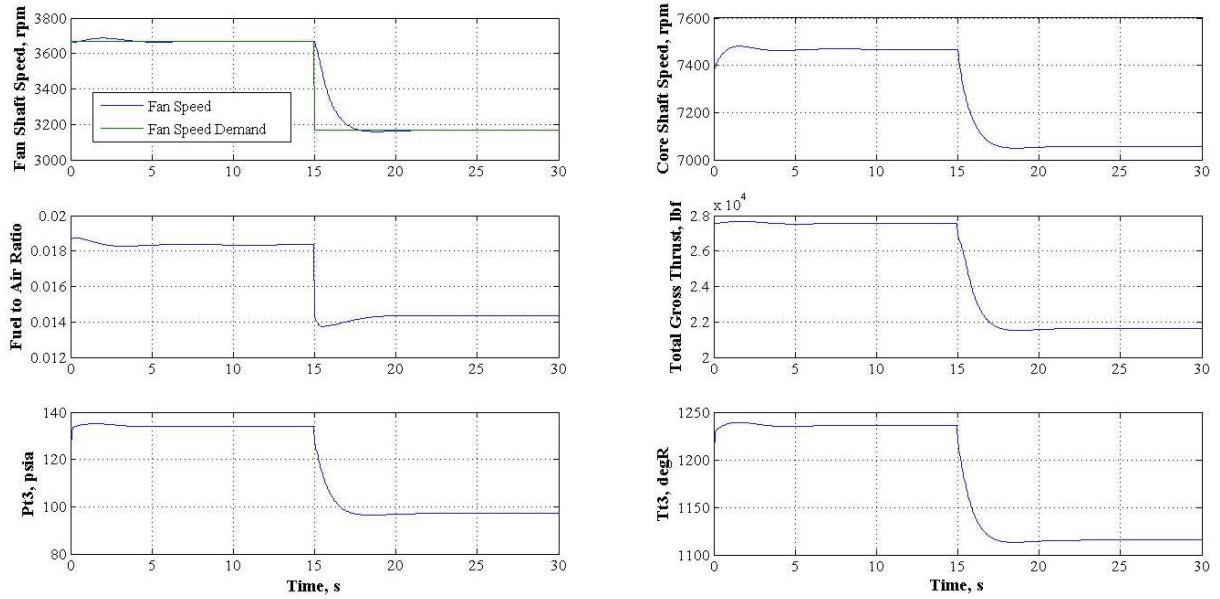 Fan Shaft Speed, rpm
3800
3600
3400
3200
3000
Fan Speed
Fan Speed Demand
0 5 10 15 20 25 30
Core Shaft Speed, rpm
7600
7400
7200
7000
0 5 10 15 20 25 30
Fuel to Air Ratio
0.02
0.018
0.016
0.014
0.012
0 5 10 15 20 25 30
Total Gross Thrust, lbf
x 10^4
2.8
2.6
2.4
2.2
2
0 5 10 15 20 25 30
Pt3, psia
140
120
100
80
0 5 10 15 20 25 30
Time, s
Tt3, degR
1250
1200
1150
1100
0 5 10 15 20 25 30
Time, s